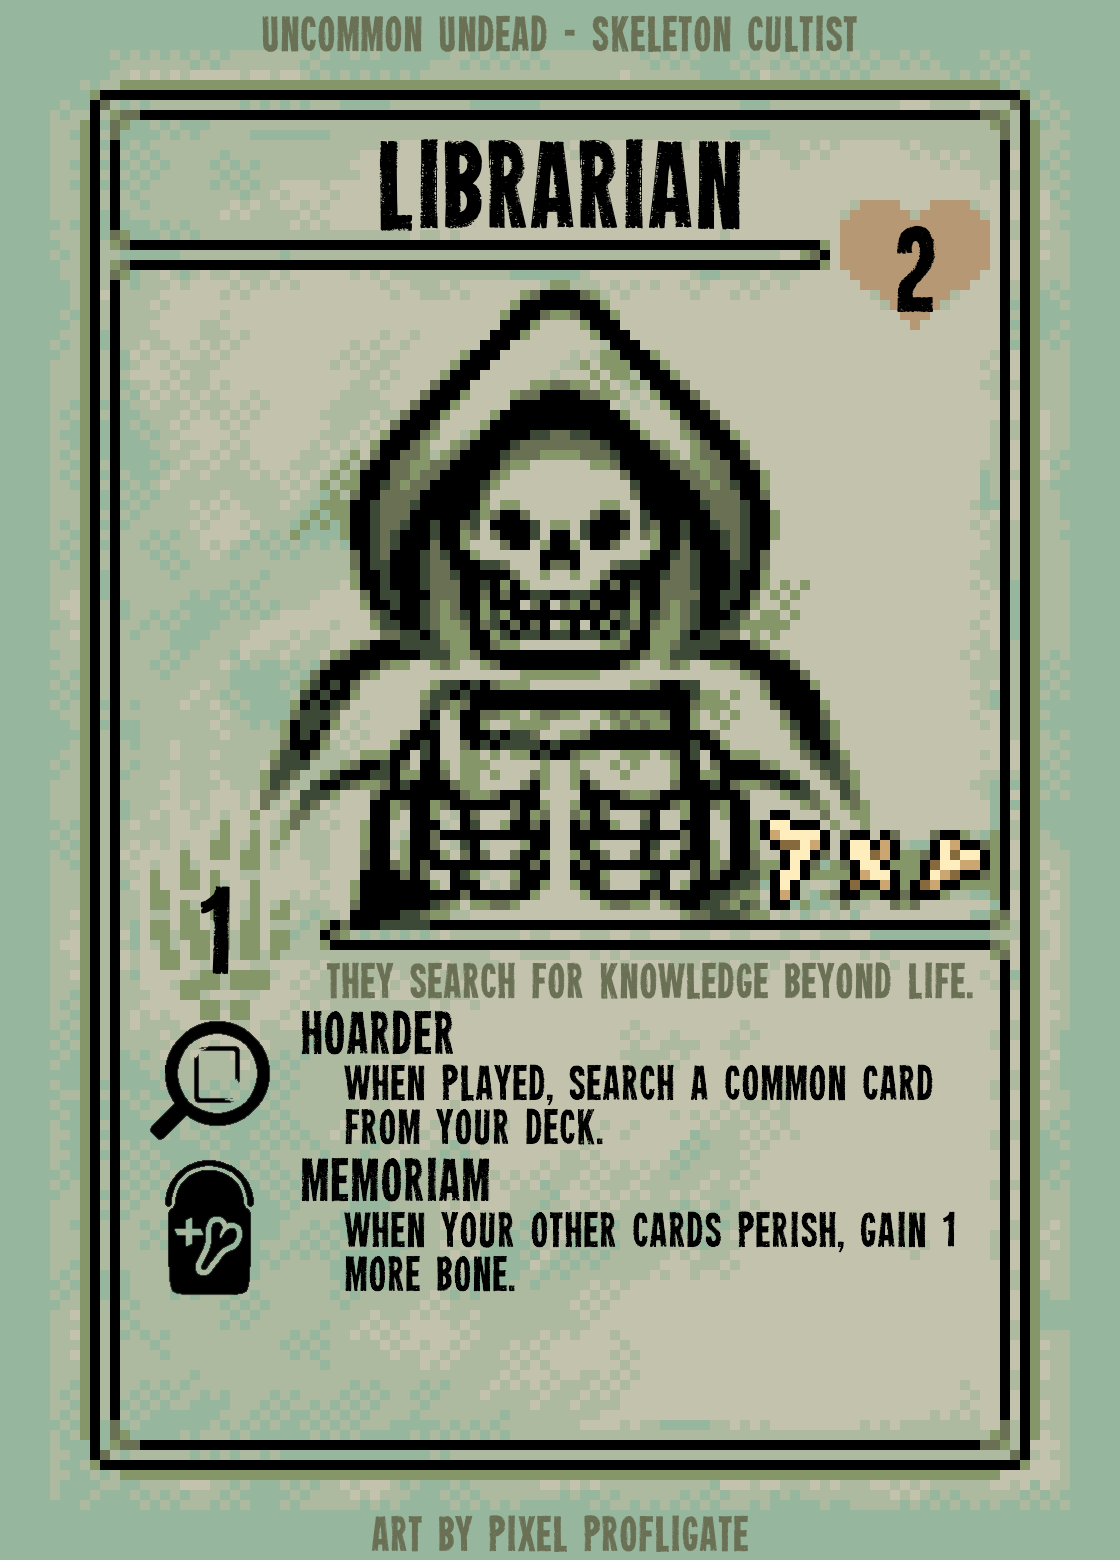 UNCOMMON UNDEAD - SKELETON CULTIST
LIBRARIAN
2
7 X
1
THEY SEARCH FOR KNOWLEDGE BEYOND LIFE.
HOARDER
WHEN PLAYED, SEARCH A COMMON CARD
FROM YOUR DECK.
MEMORIAM
WHEN YOUR OTHER CARDS PERISH, GAIN 1
MORE BONE.
ART BY PIXEL PROFLIGATE